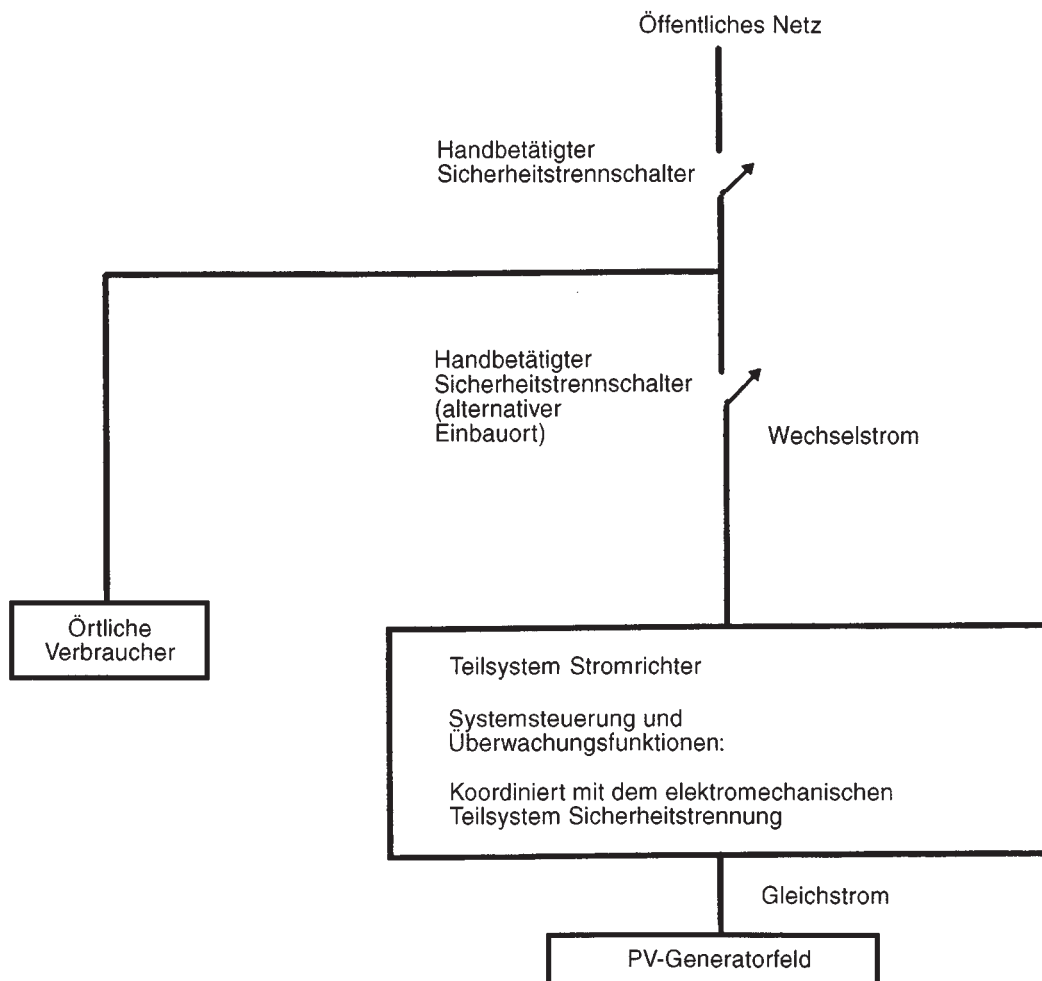 Öffentliches Netz
Handbetätigter
Sicherheitstrennschalter
Handbetätigter
Sicherheitstrennschalter
(alternativer
Einbauort)
Wechselstrom
Örtliche
Verbraucher
Teilsystem Stromrichter
Systemsteuerung und
Überwachungsfunktionen:
Koordiniert mit dem elektromechanischen
Teilsystem Sicherheitstrennung
Gleichstrom
PV-Generatorfeld